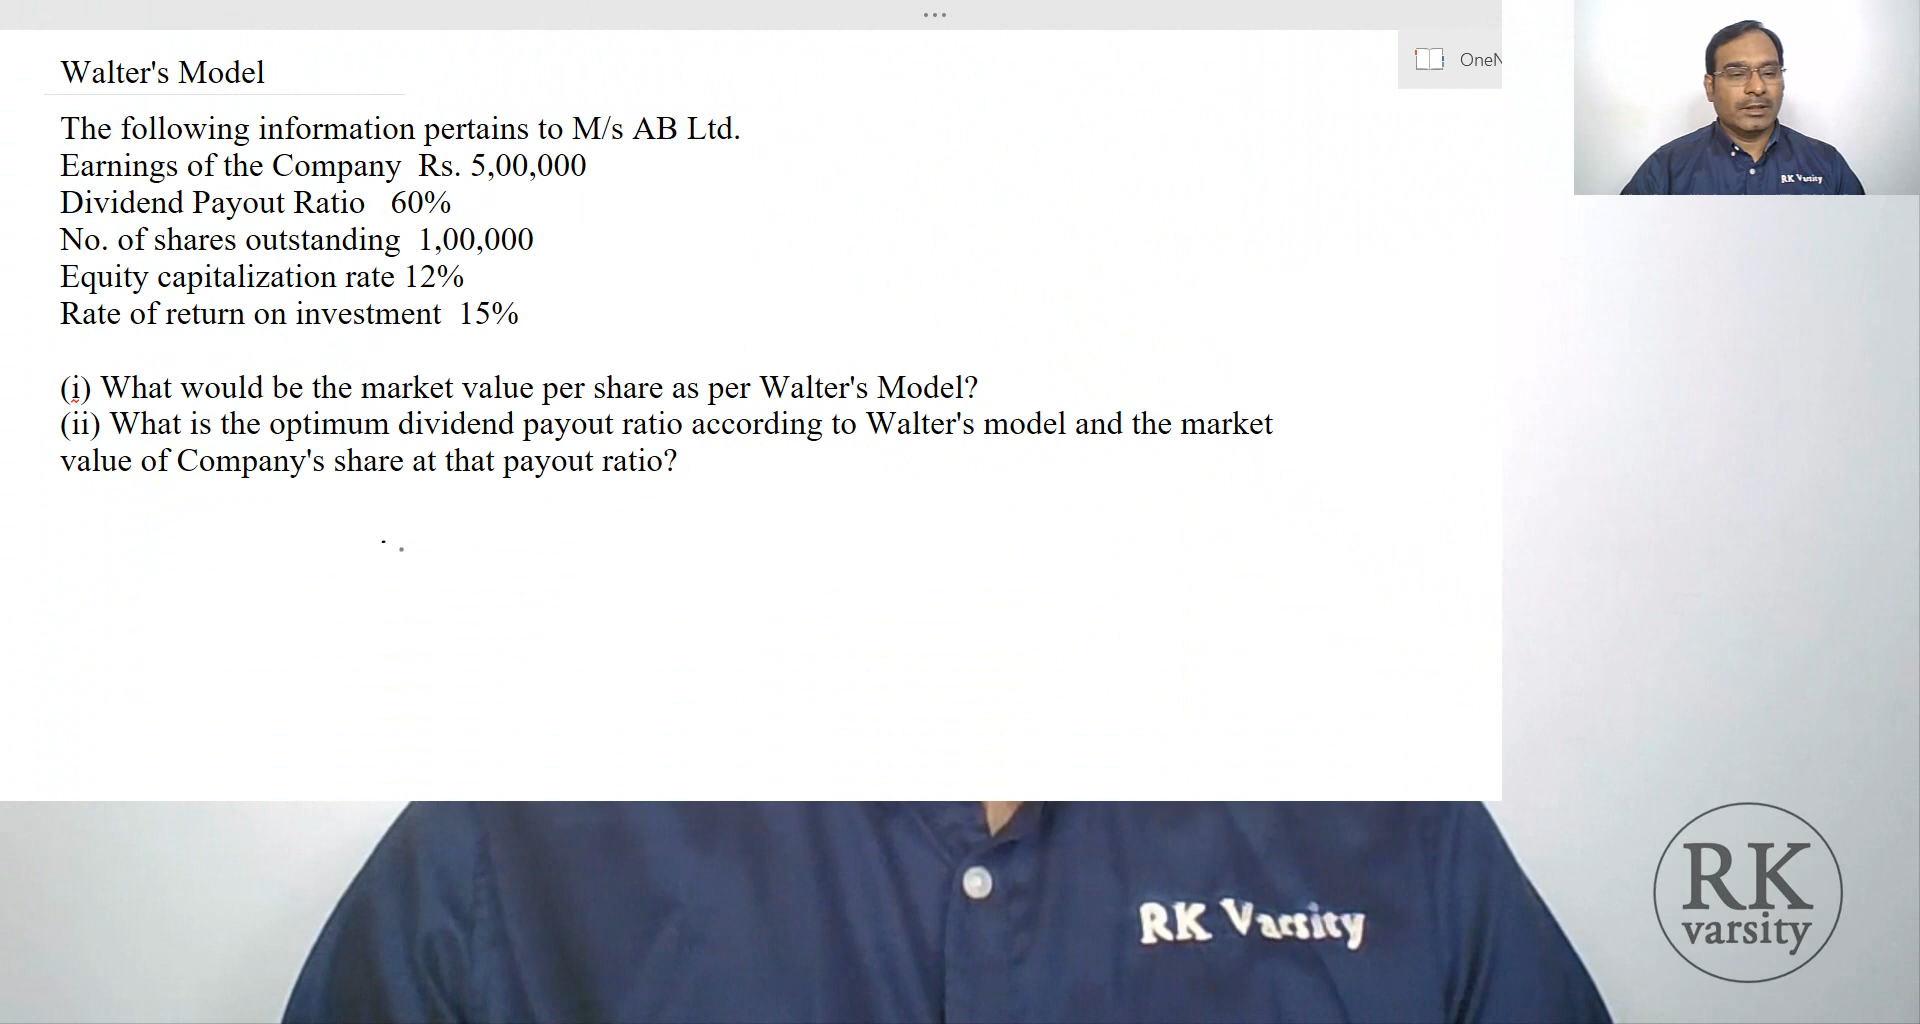 Walter's Model
OneN
The following information pertains to M/s AB Ltd.
Earnings of the Company Rs. 5,00,000
Dividend Payout Ratio 60%
No. of shares outstanding 1,00,000
Equity capitalization rate 12%
Rate of return on investment 15%
(i) What would be the market value per share as per Walter's Model?
(ii) What is the optimum dividend payout ratio according to Walter's model and the market
value of Company's share at that payout ratio?
RK Varsity
RK Varsity
RK
varsity